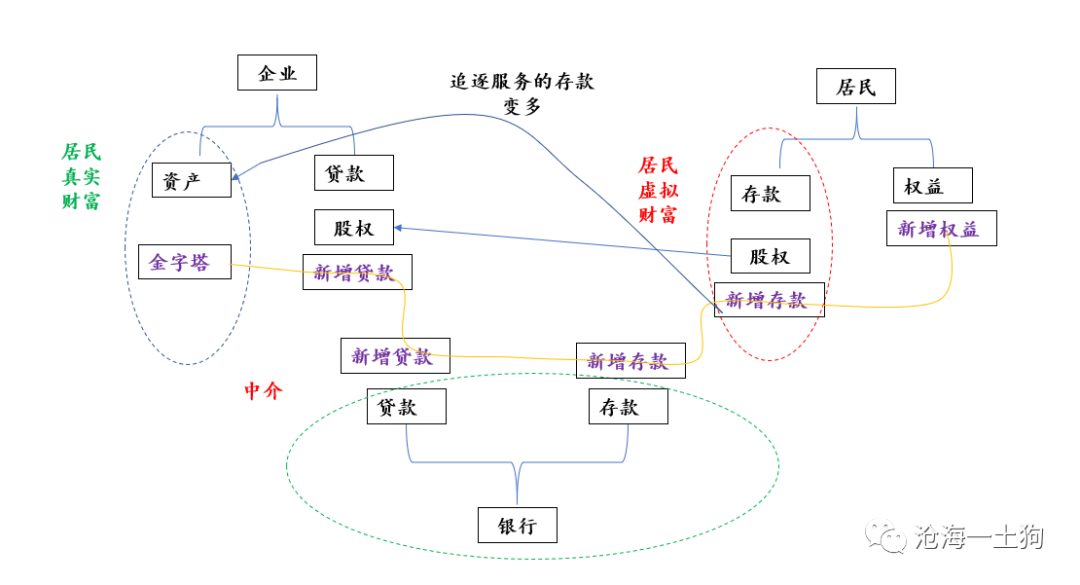 企业
追逐服务的存款
变多
居民
居民
真实
财富
资产
贷款
居民
虚拟
财富
存款
权益
股权
新增权益
股权
金字塔
新增贷款
新增存款
新增贷款
新增存款
中介
贷款
存款
银行
沧海一土狗